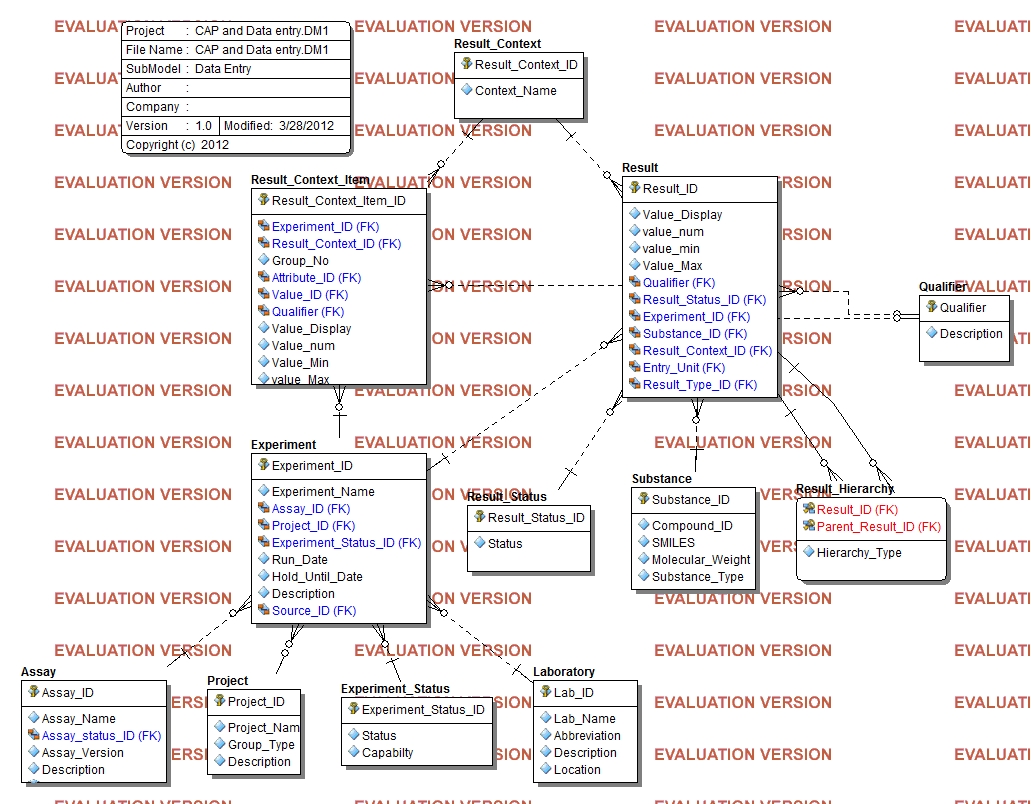 EVALUATION VERSION
Project : CAP and Data entry.DM1
File Name : CAP and Data entry.DM1
SubModel : Data Entry
Author :
Company :
Version : 1.0 Modified: 3/28/2012
Copyright (c) 2012
Result_Context
Result_Context_ID
Context_Name
Result_Context_Item
Result_Context_Item_ID
Experiment_ID (FK)
Result_Context_ID (FK)
Group_No
Attribute_ID (FK)
Value_ID (FK)
Qualifier (FK)
Value_Display
Value_num
Value_Min
value_Max
Result
Result_ID
Value_Display
value_num
value_min
Value_Max
Qualifier (FK)
Result_Status_ID (FK)
Experiment_ID (FK)
Substance_ID (FK)
Result_Context_ID (FK)
Entry_Unit (FK)
Result_Type_ID (FK)
Qualifier
Qualifier
Description
Experiment
Experiment_ID
Experiment_Name
Assay_ID (FK)
Project_ID (FK)
Experiment_Status_ID (FK)
Run_Date
Hold_Until_Date
Description
Source_ID (FK)
Result_Status
Result_Status_ID
Status
Substance
Substance_ID
Compound_ID
SMILES
Molecular_Weight
Substance_Type
Result_Hierarchy
Result_ID (FK)
Parent_Result_ID (FK)
Hierarchy_Type
Assay
Assay_ID
Assay_Name
Assay_status_ID (FK)
Assay_Version
Description
Project
Project_ID
Project_Nam
Group_Type
Description
Experiment_Status
Experiment_Status_ID
Status
Capabilty
Laboratory
Lab_ID
Lab_Name
Abbreviation
Description
Location